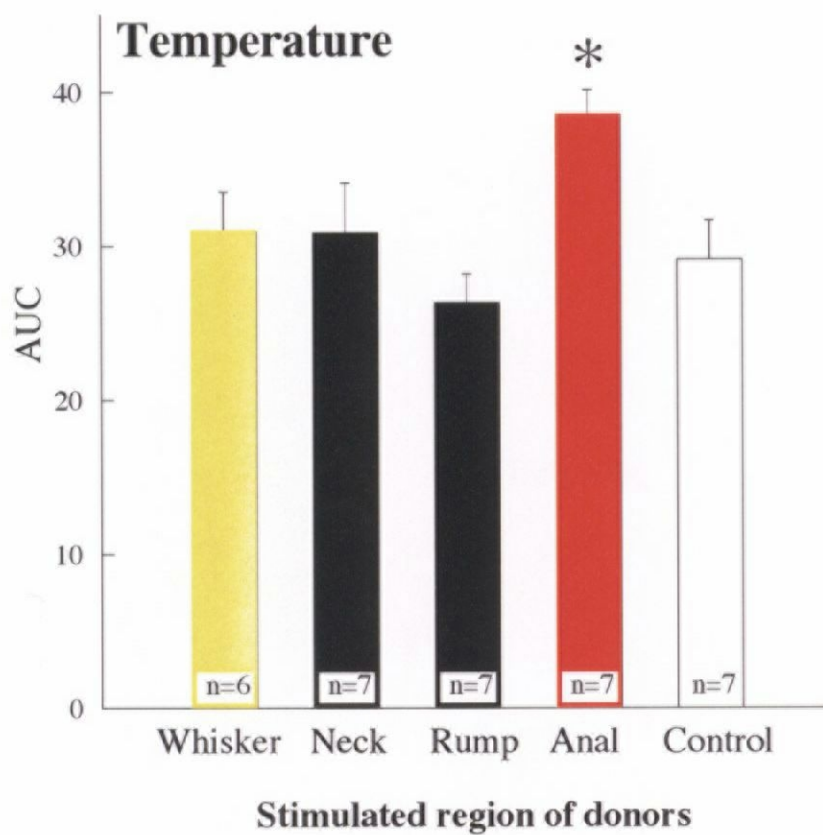 Temperature
*
40
30
20
10
0
AUC
n=6 n=7 n=7 n=7 n=7
Whisker Neck Rump Anal Control
Stimulated region of donors